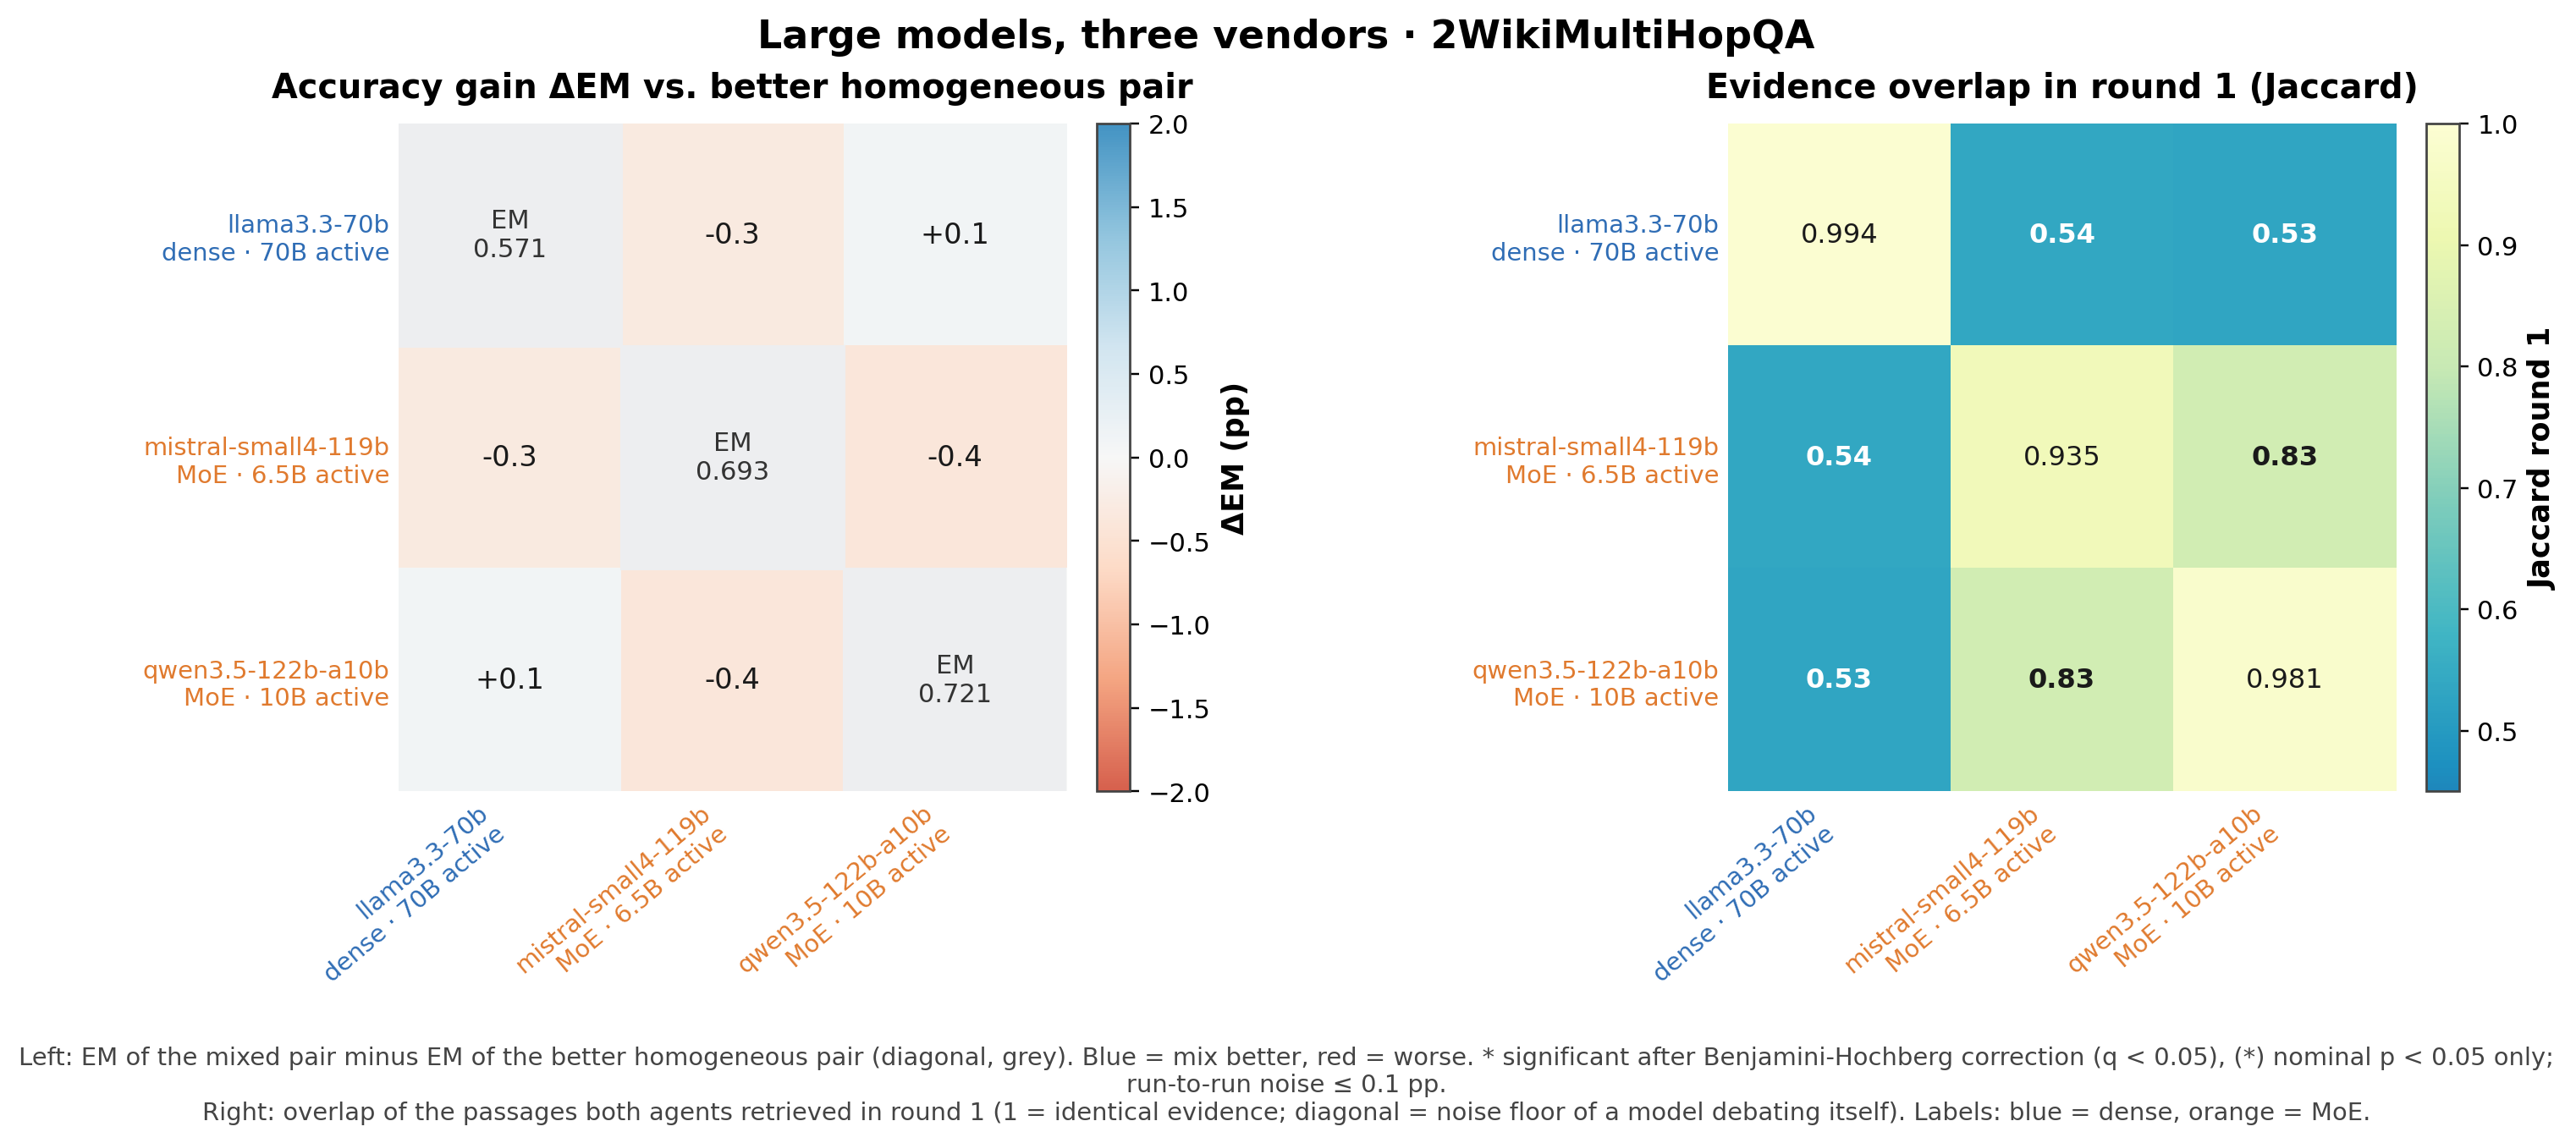 Large models, three vendors · 2WikiMultiHopQA
Accuracy gain ΔEM vs. better homogeneous pair
llama3.3-70b
dense · 70B active
mistral-small4-119b
MoE · 6.5B active
qwen3.5-122b-a10b
MoE · 10B active
EM
0.571
-0.3
+0.1
-0.3
EM
0.693
-0.4
+0.1
-0.4
EM
0.721
llama3.3-70b
dense · 70B active
mistral-small4-119b
MoE · 6.5B active
qwen3.5-122b-a10b
MoE · 10B active
2.0
1.5
1.0
0.5
0.0
−0.5
−1.0
−1.5
−2.0
ΔEM (pp)
Evidence overlap in round 1 (Jaccard)
llama3.3-70b
dense · 70B active
mistral-small4-119b
MoE · 6.5B active
qwen3.5-122b-a10b
MoE · 10B active
0.994
0.54
0.53
0.54
0.935
0.83
0.53
0.83
0.981
llama3.3-70b
dense · 70B active
mistral-small4-119b
MoE · 6.5B active
qwen3.5-122b-a10b
MoE · 10B active
1.0
0.9
0.8
0.7
0.6
0.5
Jaccard round 1
Left: EM of the mixed pair minus EM of the better homogeneous pair (diagonal, grey). Blue = mix better, red = worse. * significant after Benjamini-Hochberg correction (q < 0.05), (*) nominal p < 0.05 only;
run-to-run noise ≤ 0.1 pp.
Right: overlap of the passages both agents retrieved in round 1 (1 = identical evidence; diagonal = noise floor of a model debating itself). Labels: blue = dense, orange = MoE.